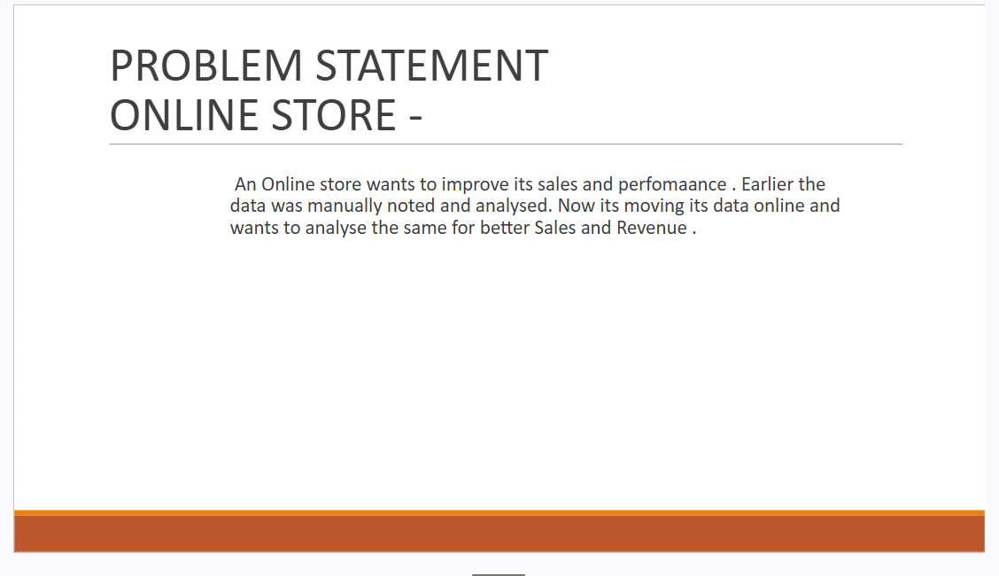 PROBLEM STATEMENT
ONLINE STORE -
An Online store wants to improve its sales and perfomaance . Earlier the
data was manually noted and analysed. Now its moving its data online and
wants to analyse the same for better Sales and Revenue .